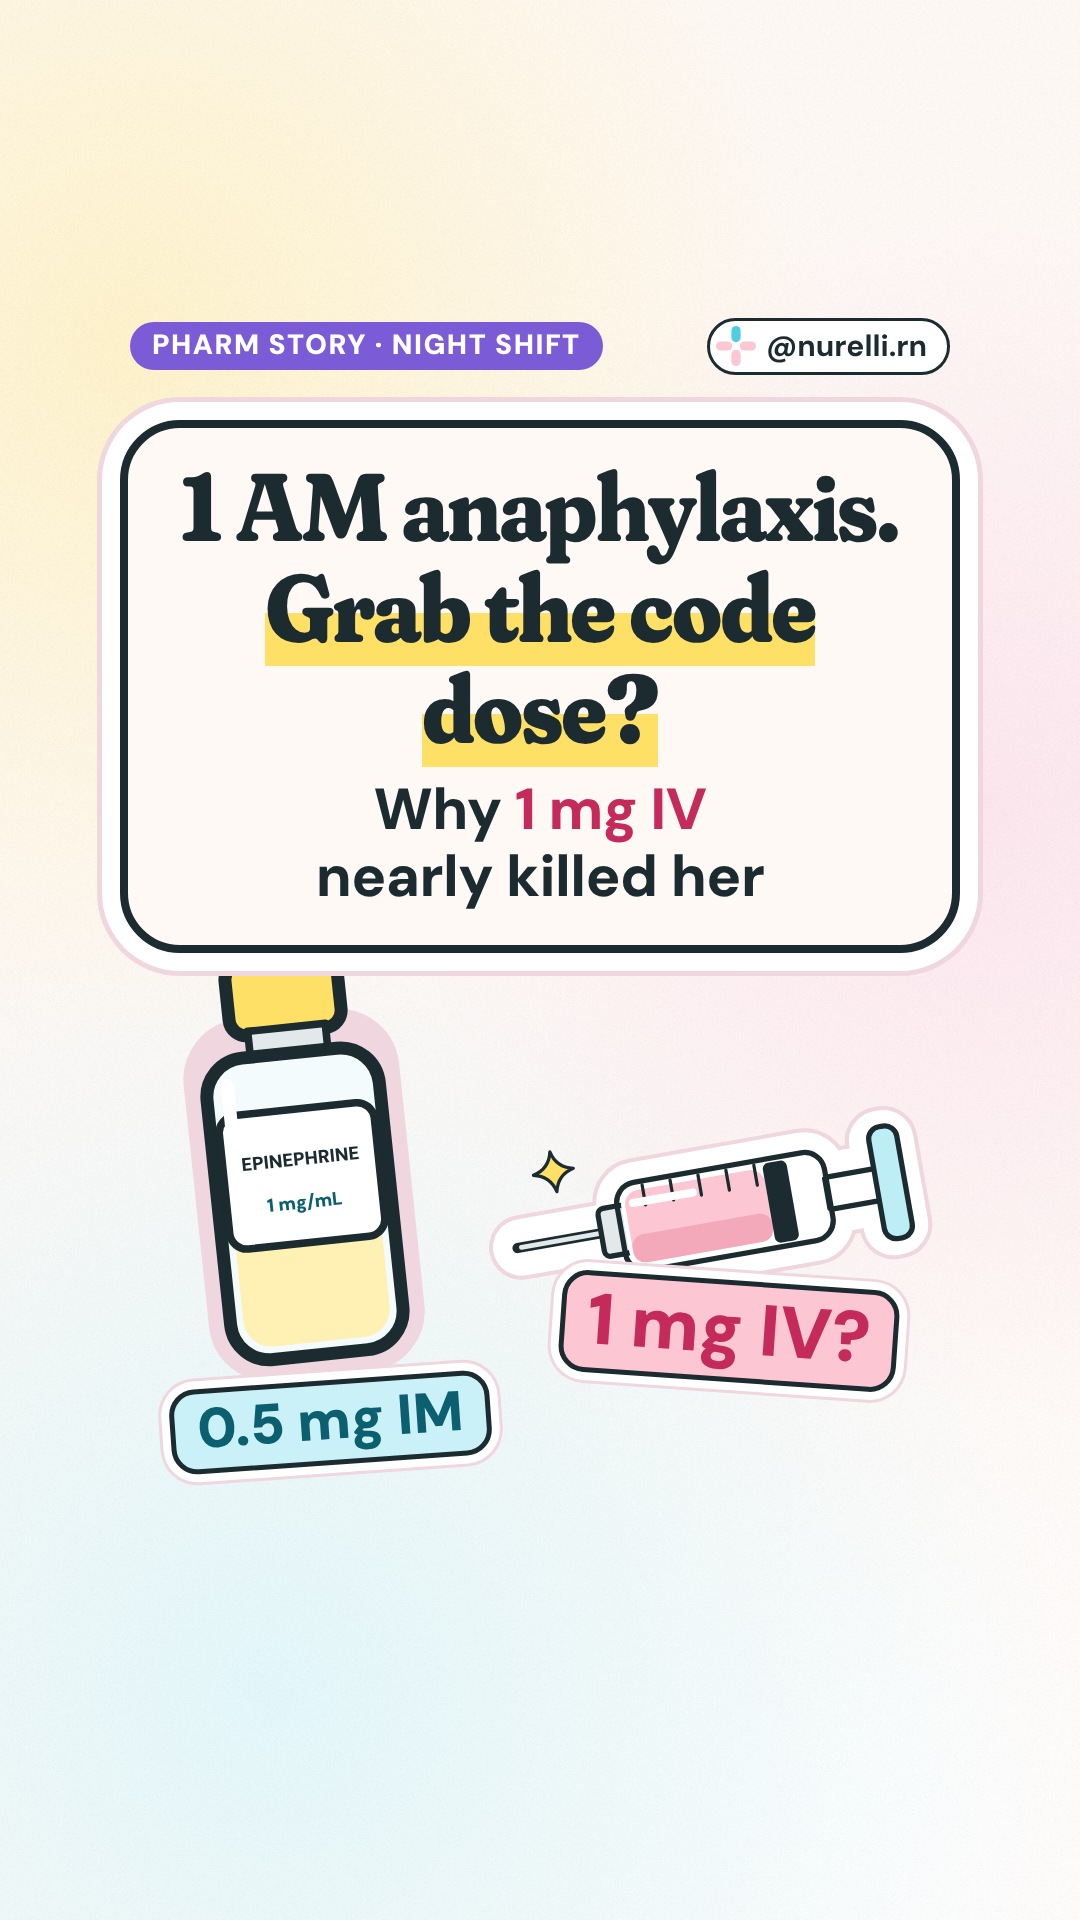 PHARM STORY · NIGHT SHIFT
@nurelli.rn
1 AM anaphylaxis.
Grab the code
dose?
Why 1 mg IV
nearly killed her
EPINEPHRINE
1 mg/mL
1 mg IV?
0.5 mg IM